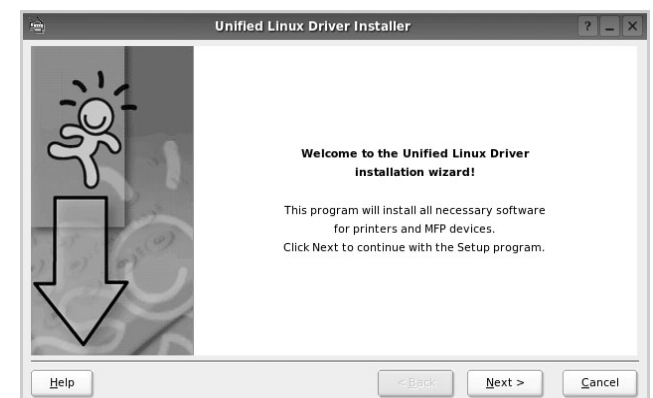 Unified Linux Driver Installer
?
Welcome to the Unified Linux Driver
installation wizard!
This program will install all necessary software
for printers and MFP devices.
Click Next to continue with the Setup program.
Help
< Back
Next >
Cancel